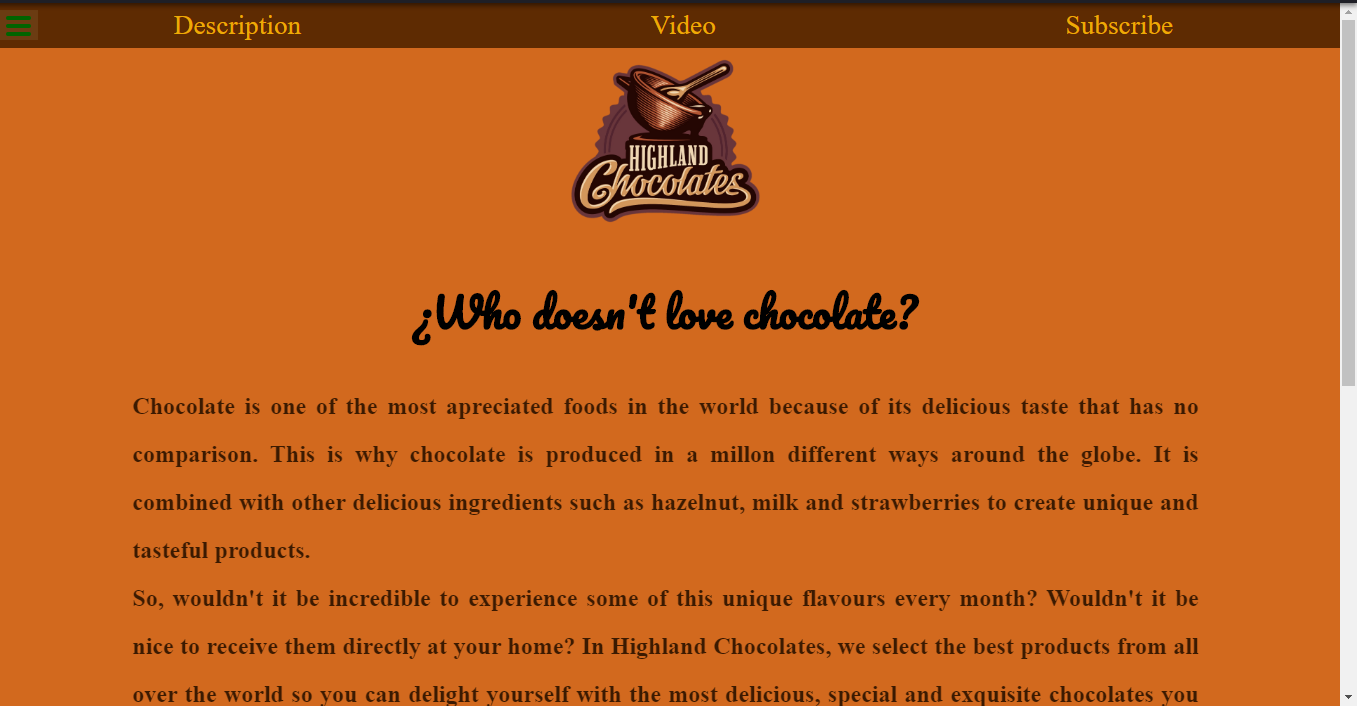 Description Video Subscribe
HIGHLAND
Chocolates
¿Who doesn't love chocolate?
Chocolate is one of the most apreciated foods in the world because of its delicious taste that has no
comparison. This is why chocolate is produced in a millon different ways around the globe. It is
combined with other delicious ingredients such as hazelnut, milk and strawberries to create unique and
tasteful products.
So, wouldn't it be incredible to experience some of this unique flavours every month? Wouldn't it be
nice to receive them directly at your home? In Highland Chocolates, we select the best products from all
over the world so you can delight yourself with the most delicious, special and exquisite chocolates you